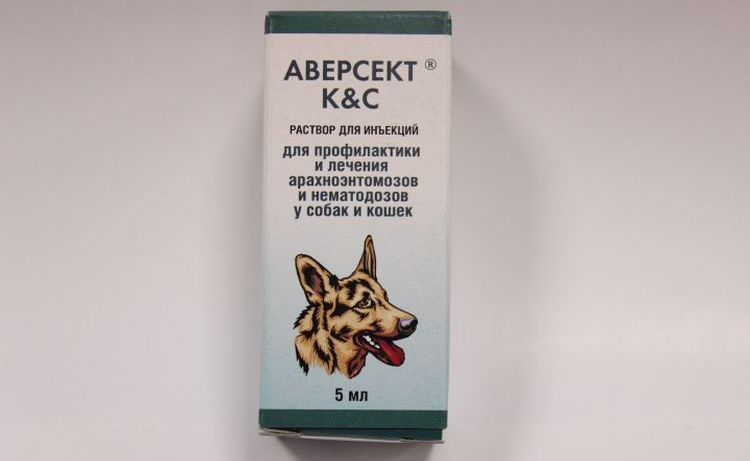 АВЕРСЕКТ ®
К&С
РАСТВОР ДЛЯ ИНЪЕКЦИЙ
для профилактики
и лечения
арахноэнтомозов
и нематодозов
у собак и кошек
5 мл